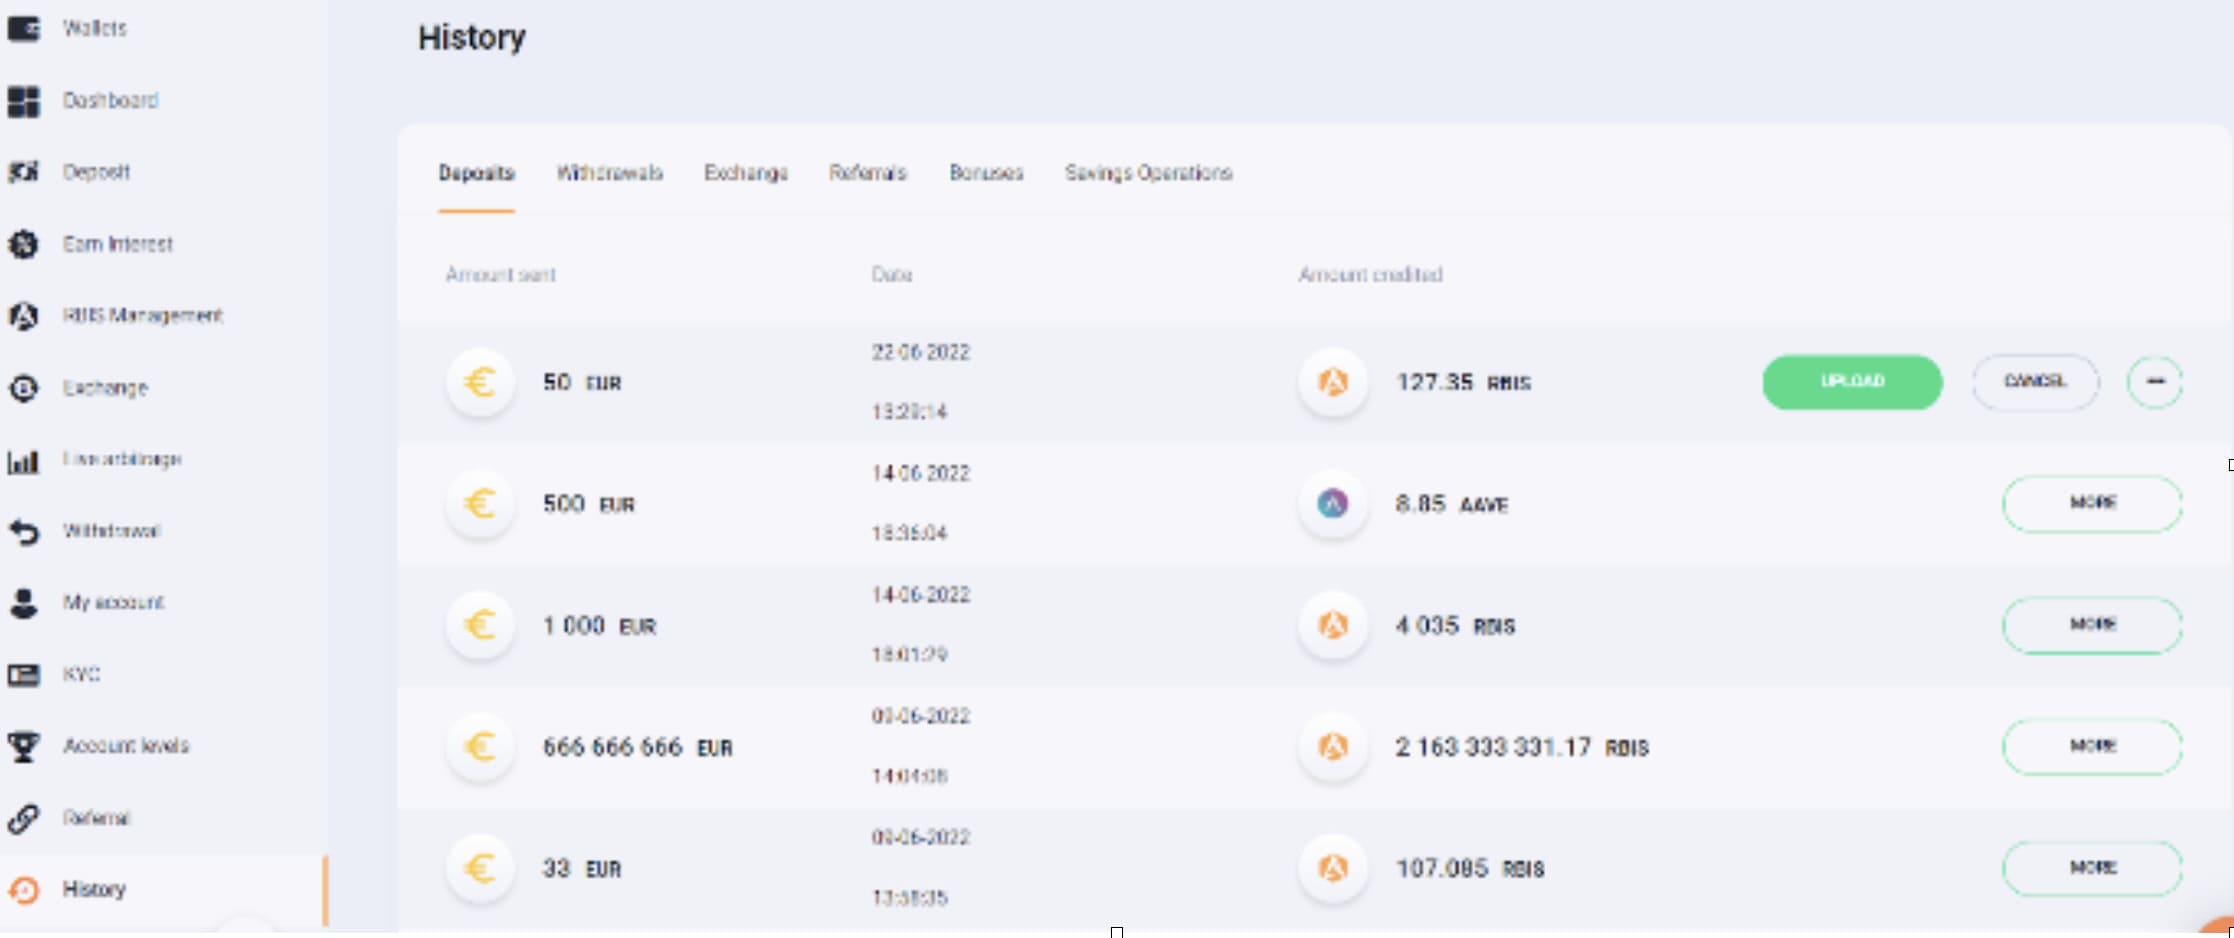 Wallets
Dashboard
Deposit
Earn Interest
RBIS Management
Exchange
Live arbitrage
Withdrawal
My account
KYC
Account levels
Referral
History
History
Deposits Withdrawals Exchange Referrals Bonuses Savings Operations
Amount sent Date Amount credited
22-06-2022
50 EUR 127.35 RBIS UPLOAD CANCEL
13:29:14
14-06-2022
500 EUR 8.85 AAVE MORE
18:36:04
14-06-2022
1 000 EUR 4 035 RBIS MORE
18:01:29
09-06-2022
666 666 666 EUR 2 163 333 331.17 RBIS MORE
14:04:08
09-06-2022
33 EUR 107.085 RBIS MORE
13:58:35